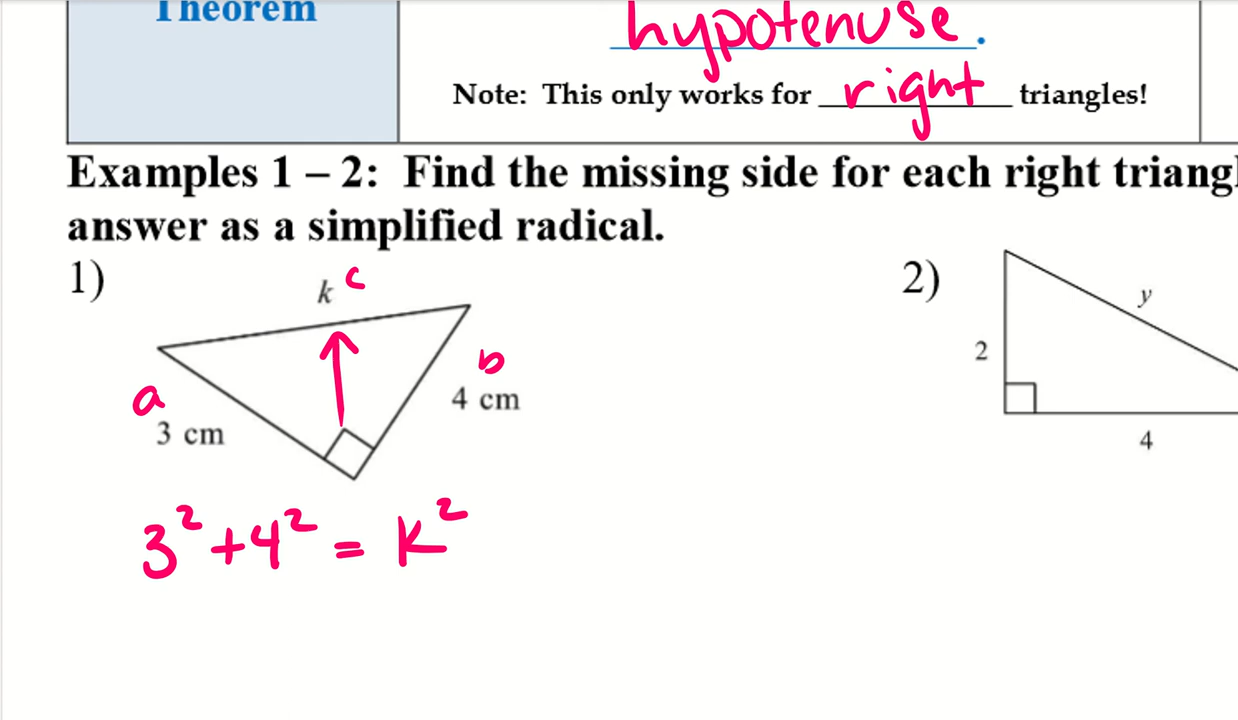 Theorem
hypotenuse.
Note: This only works for right triangles!
Examples 1 – 2: Find the missing side for each right
answer as a simplified radical.
1)
k c
2)
y
a
3 cm
b
4 cm
2
4
3² + 4² = k²